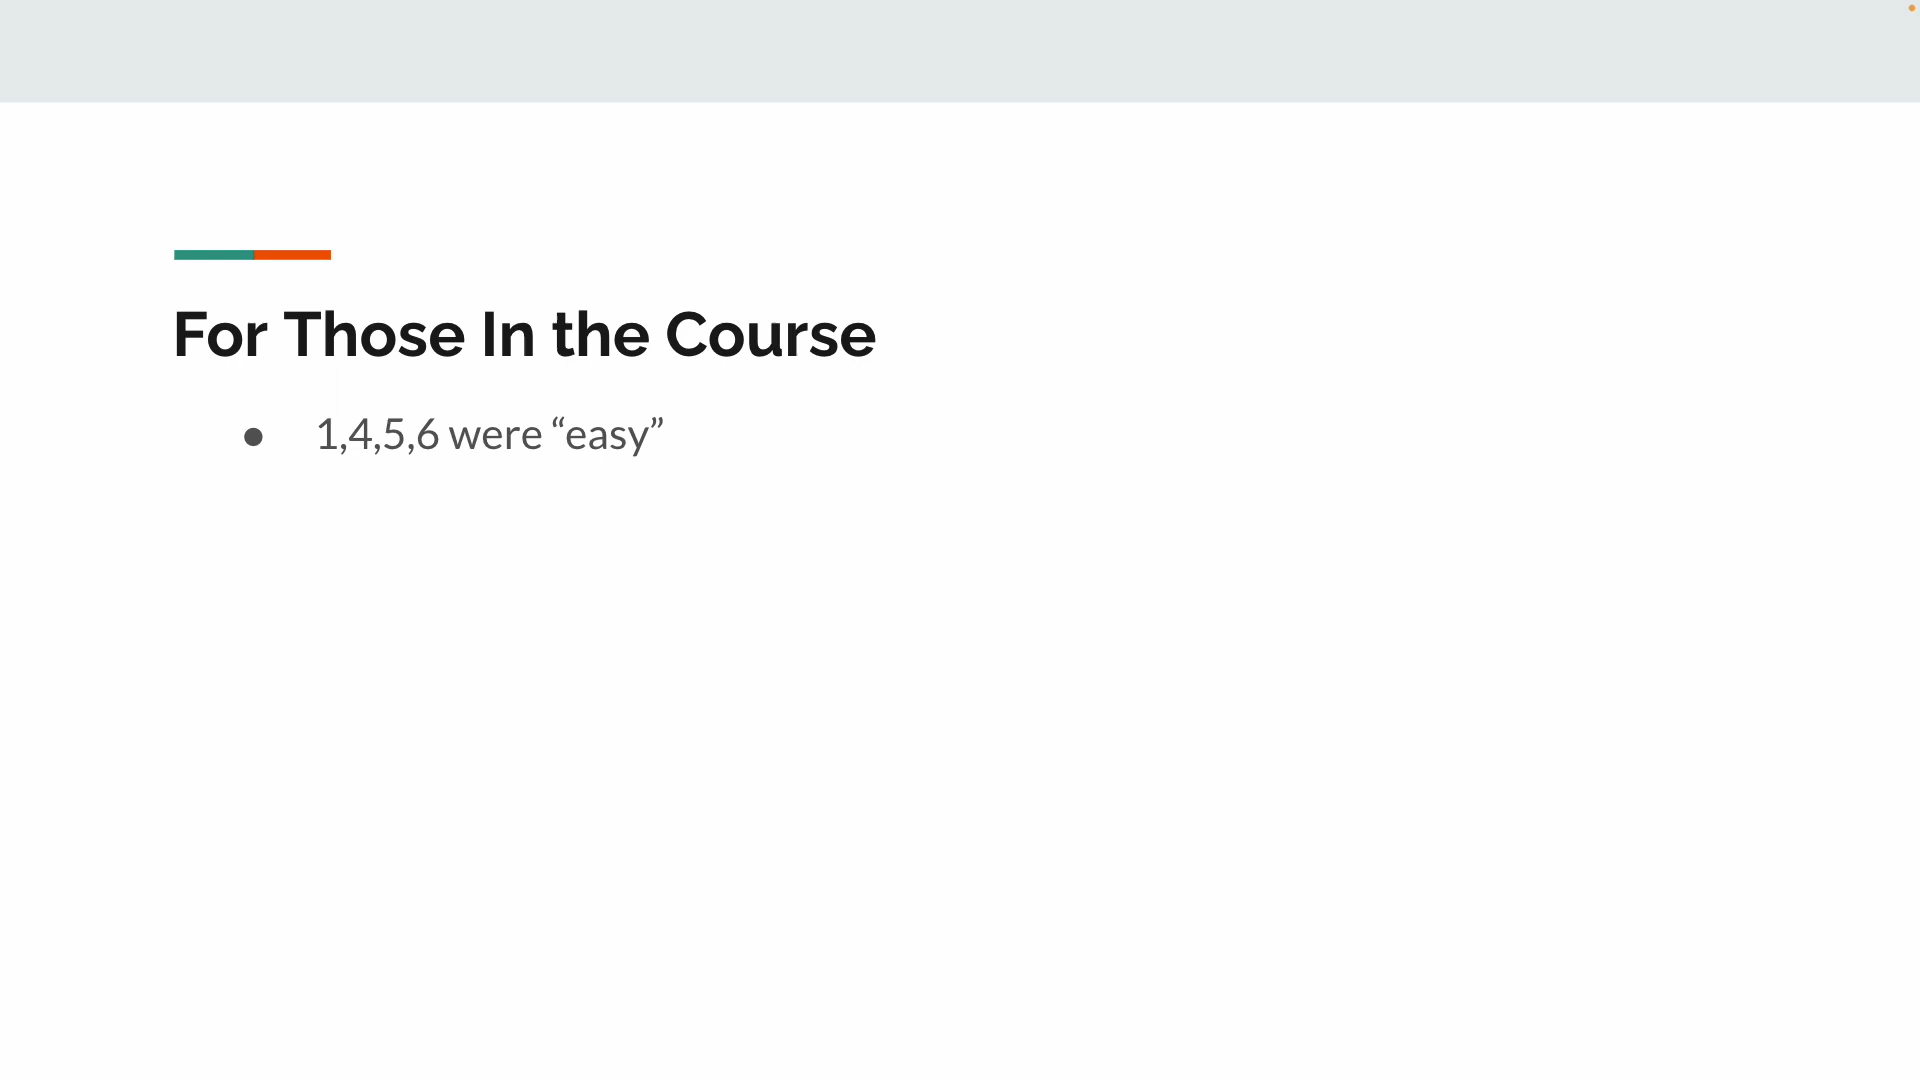 For Those In the Course
● 1,4,5,6 were “easy”